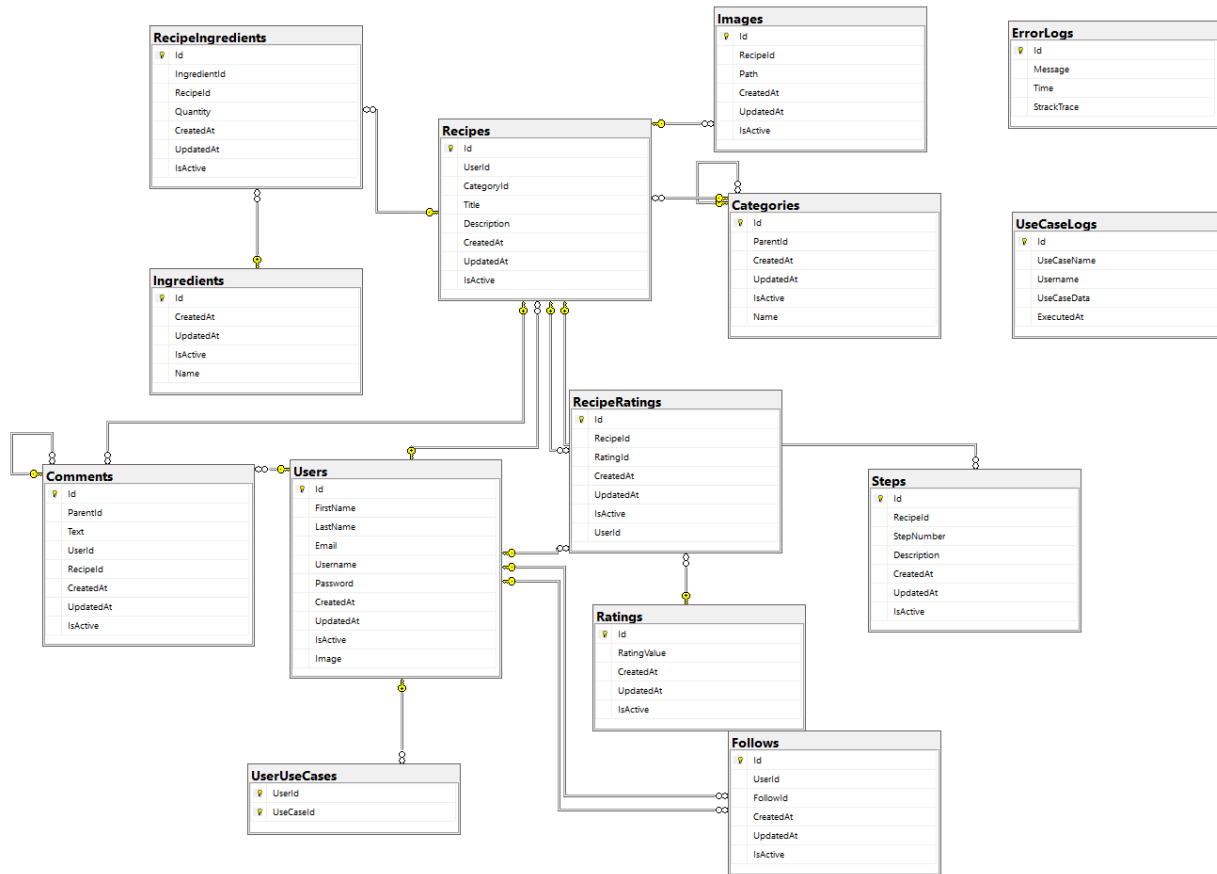 RecipeIngredients
Id
IngredientId
RecipeId
Quantity
CreatedAt
UpdatedAt
IsActive
Images
Id
RecipeId
Path
CreatedAt
UpdatedAt
IsActive
ErrorLogs
Id
Message
Time
StrackTrace
Recipes
Id
UserId
CategoryId
Title
Description
CreatedAt
UpdatedAt
IsActive
Categories
Id
ParentId
CreatedAt
UpdatedAt
IsActive
Name
UseCaseLogs
Id
UseCaseName
Username
UseCaseData
ExecutedAt
Ingredients
Id
CreatedAt
UpdatedAt
IsActive
Name
RecipeRatings
Id
RecipeId
RatingId
CreatedAt
UpdatedAt
IsActive
UserId
Comments
Id
ParentId
Text
UserId
RecipeId
CreatedAt
UpdatedAt
IsActive
Users
Id
FirstName
LastName
Email
Username
Password
CreatedAt
UpdatedAt
IsActive
Image
Steps
Id
RecipeId
StepNumber
Description
CreatedAt
UpdatedAt
IsActive
Ratings
Id
RatingValue
CreatedAt
UpdatedAt
IsActive
Follows
Id
UserId
FollowId
CreatedAt
UpdatedAt
IsActive
UserUseCases
UserId
UseCaseId